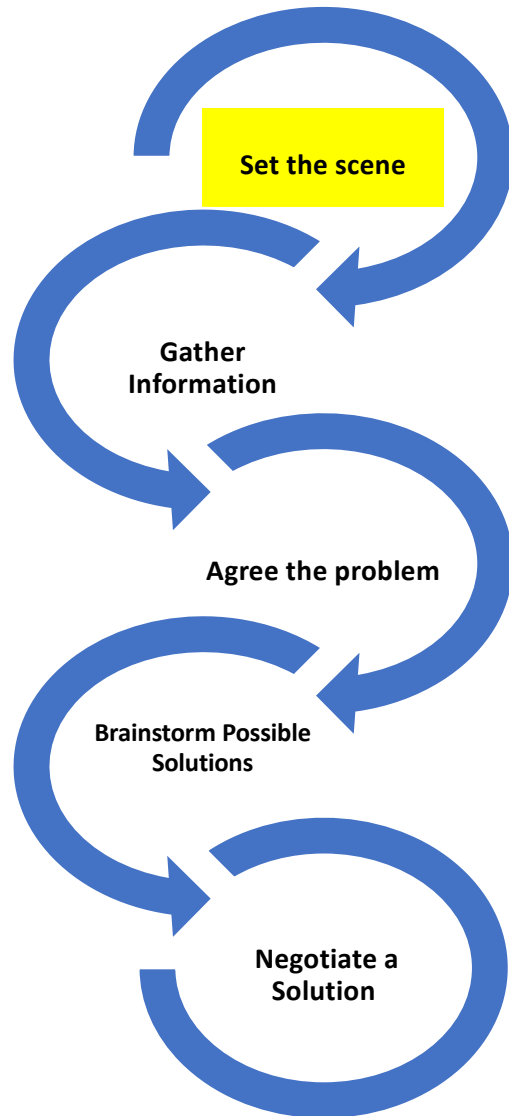 Set the scene
Gather
Information
Agree the problem
Brainstorm Possible
Solutions
Negotiate a
Solution